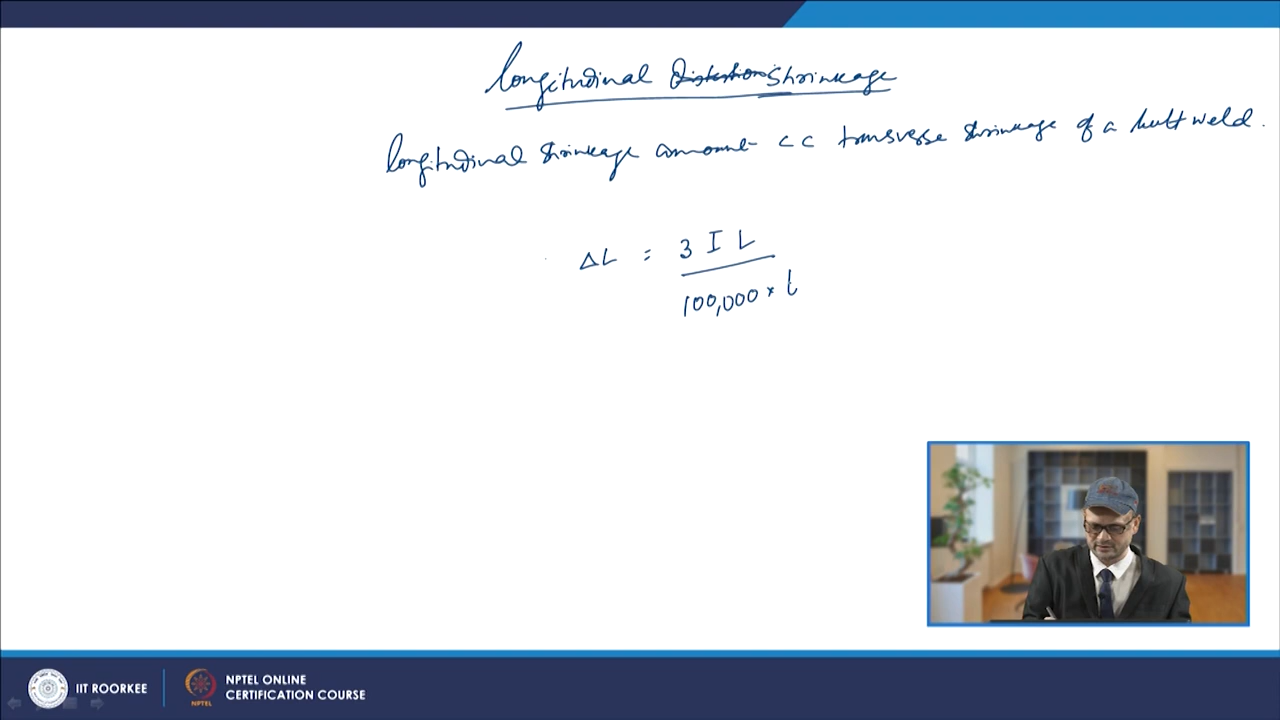 Longitudinal Distortion Shrinkage
Longitudinal Shrinkage amount << transverse shrinkage of a butt weld.
ΔL = 3 I L / 100,000 * t
IIT ROORKEE
NPTEL ONLINE
CERTIFICATION COURSE
NPTEL